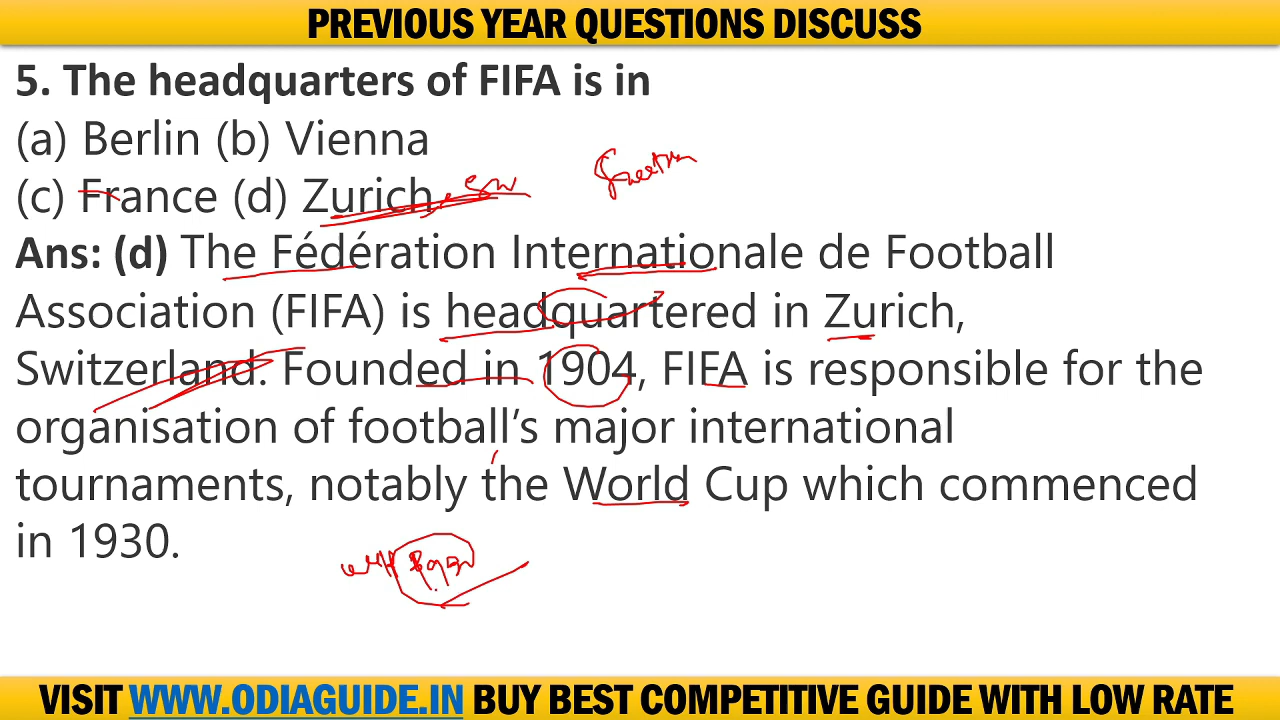 PREVIOUS YEAR QUESTIONS DISCUSS
5. The headquarters of FIFA is in
(a) Berlin (b) Vienna
(c) France (d) Zurich
Ans: (d) The Fédération Internationale de Football
Association (FIFA) is headquartered in Zurich,
Switzerland. Founded in 1904, FIFA is responsible for the
organisation of football’s major international
tournaments, notably the World Cup which commenced
in 1930.
VISIT WWW.ODIAGUIDE.IN BUY BEST COMPETITIVE GUIDE WITH LOW RATE